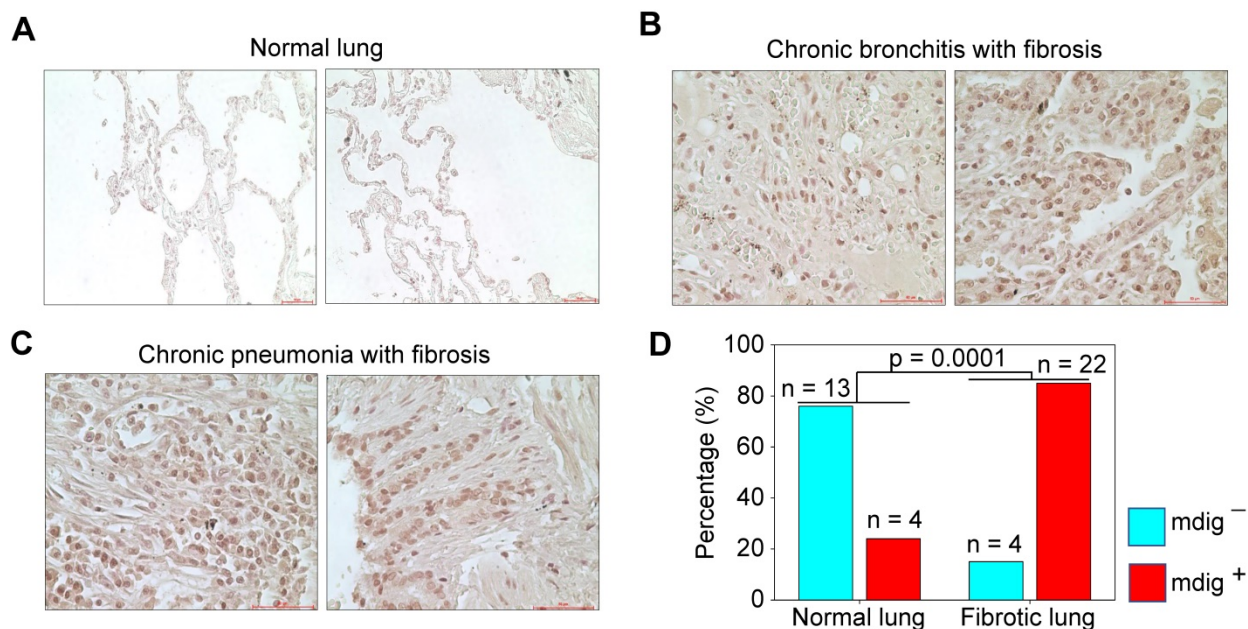 A
Normal lung
B
Chronic bronchitis with fibrosis
C
Chronic pneumonia with fibrosis
D
100
80
60
40
20
0
Percentage (%)
p = 0.0001
n = 13
n = 4
n = 4
n = 22
Normal lung
Fibrotic lung
mdig –
mdig +